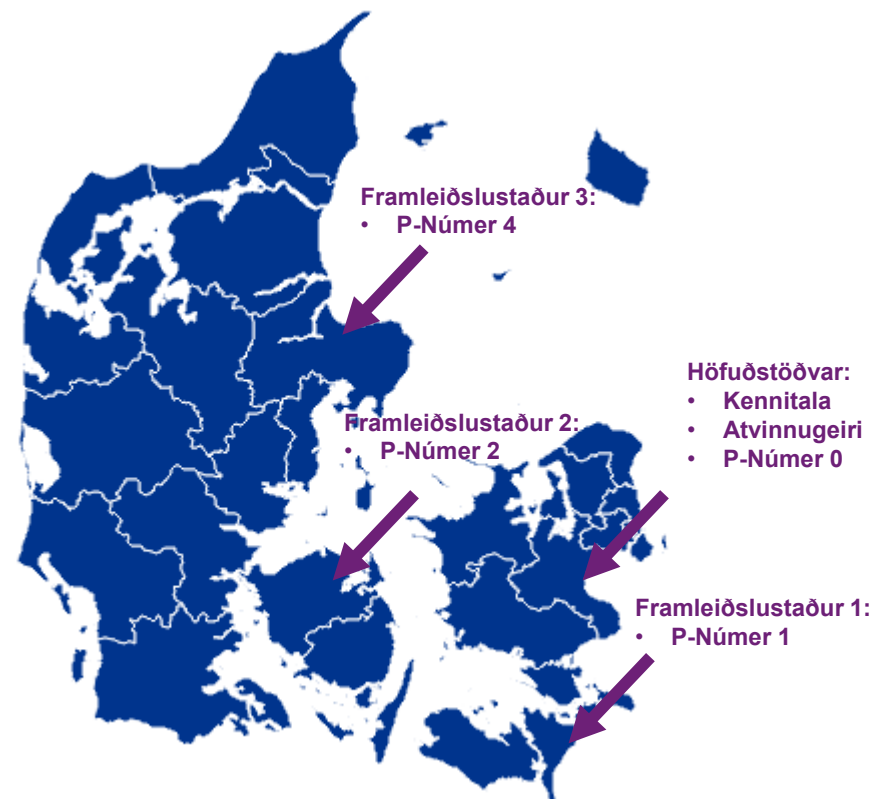 Framleiðslustaður 3:
• P-Númer 4
Höfuðstöðvar:
• Kennitala
• Atvinnugeiri
• P-Númer 0
Framleiðslustaður 2:
• P-Númer 2
Framleiðslustaður 1:
• P-Númer 1